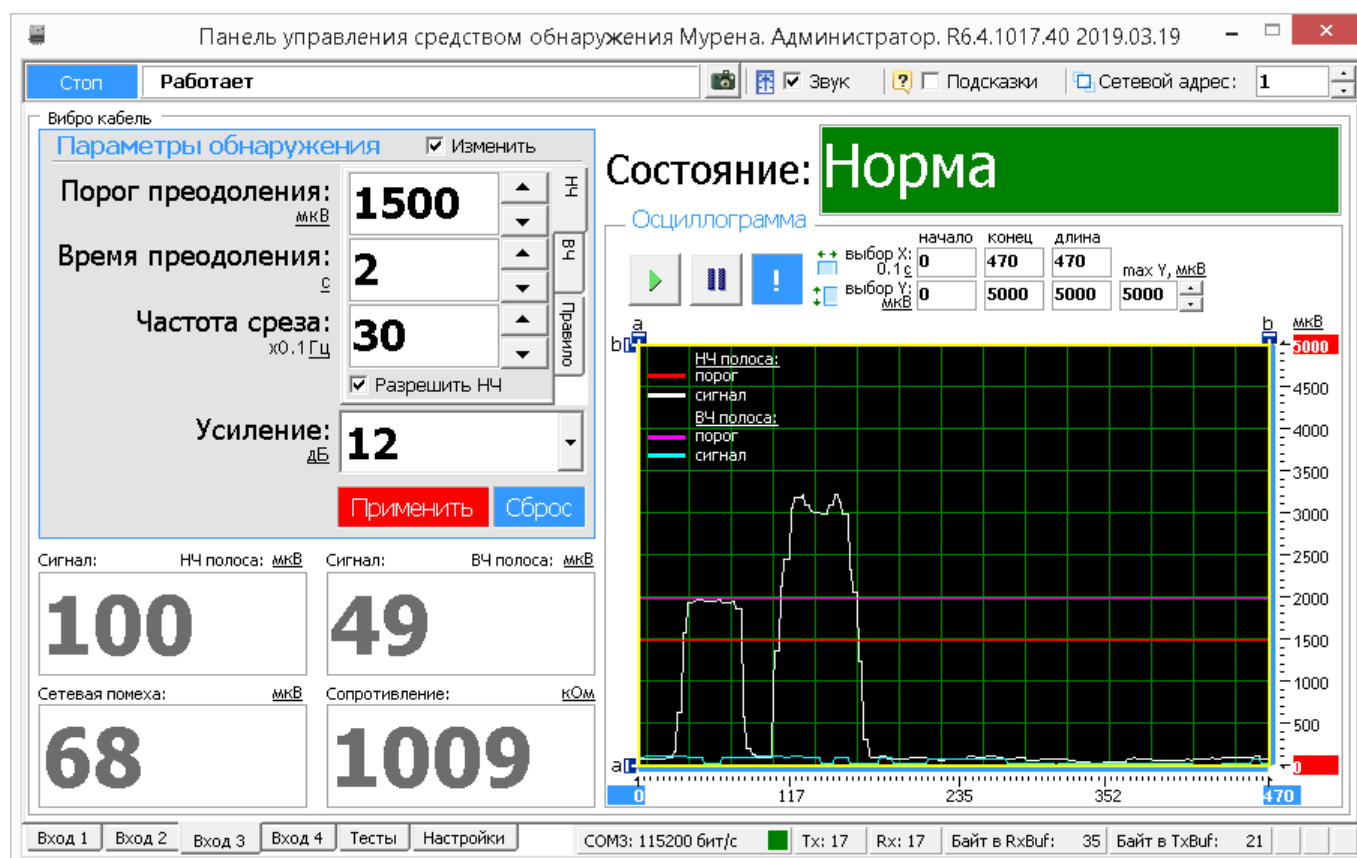 Панель управления средством обнаружения Мурена. Администратор. R6.4.1017.40 2019.03.19
Стоп Работает Звук Подсказки Сетевой адрес: 1
Вибро кабель
Параметры обнаружения Изменить
Порог преодоления: 1500
мкВ
Время преодоления: 2
с
Частота среза: 30
x0.1 Гц
Разрешить НЧ
НЧ
ВЧ
Правило
Усиление: 12
дБ
Применить Сброс
Сигнал: НЧ полоса: мкВ
100
Сигнал: ВЧ полоса: мкВ
49
Сетевая помеха: мкВ
68
Сопротивление: кОм
1009
Состояние: Норма
Осциллограмма
начало конец длина
выбор X: 0 470 470
0.1 с
max Y, мкВ
выбор Y: 0 5000 5000 5000
мкВ
a b мкВ
b
НЧ полоса:
порог
сигнал
ВЧ полоса:
порог
сигнал
5000
4500
4000
3500
3000
2500
2000
1500
1000
500
0
a
0 117 235 352 470
Вход 1 Вход 2 Вход 3 Вход 4 Тесты Настройки COM3: 115200 бит/с Tx: 17 Rx: 17 Байт в RxBuf: 35 Байт в TxBuf: 21